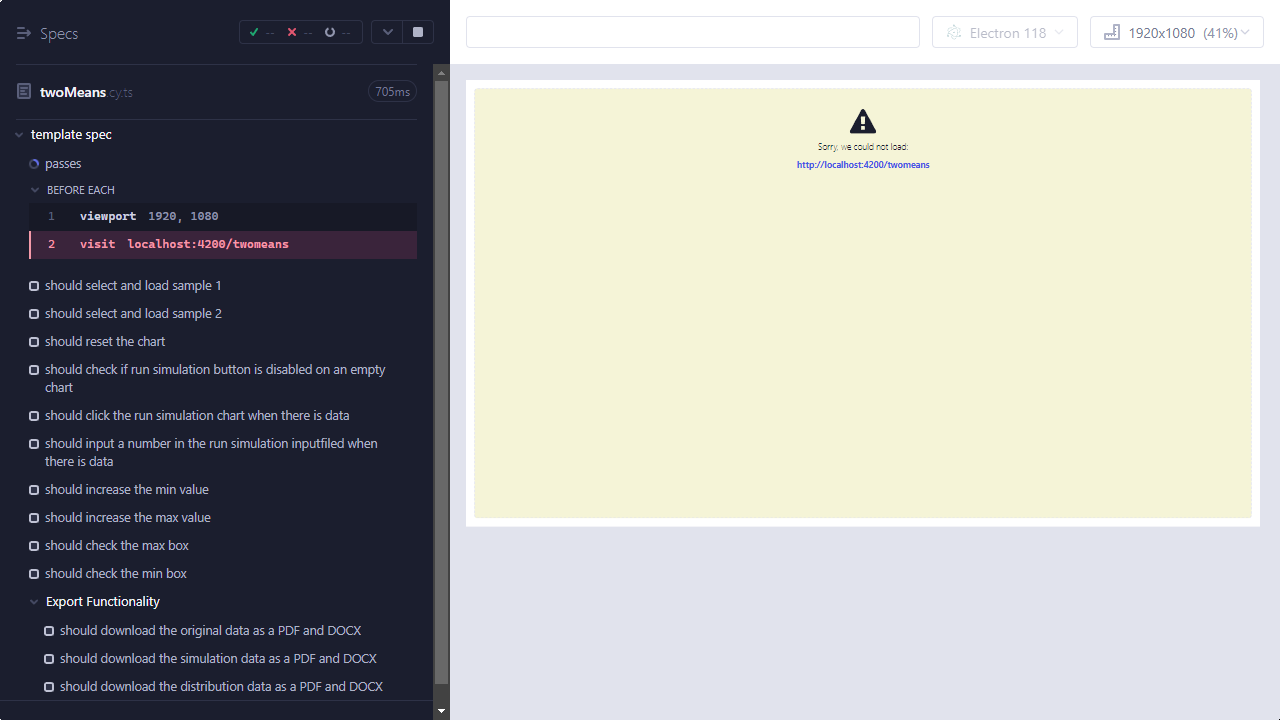 Specs
--
--
--
Electron 118
1920x1080 (41%)
twoMeans.cy.ts
705ms
template spec
passes
BEFORE EACH
1 viewport 1920, 1080
2 visit localhost:4200/twomeans
should select and load sample 1
should select and load sample 2
should reset the chart
should check if run simulation button is disabled on an empty
chart
should click the run simulation chart when there is data
should input a number in the run simulation inputfiled when
there is data
should increase the min value
should increase the max value
should check the max box
should check the min box
Export Functionality
should download the original data as a PDF and DOCX
should download the simulation data as a PDF and DOCX
should download the distribution data as a PDF and DOCX
Sorry, we could not load:
http://localhost:4200/twomeans